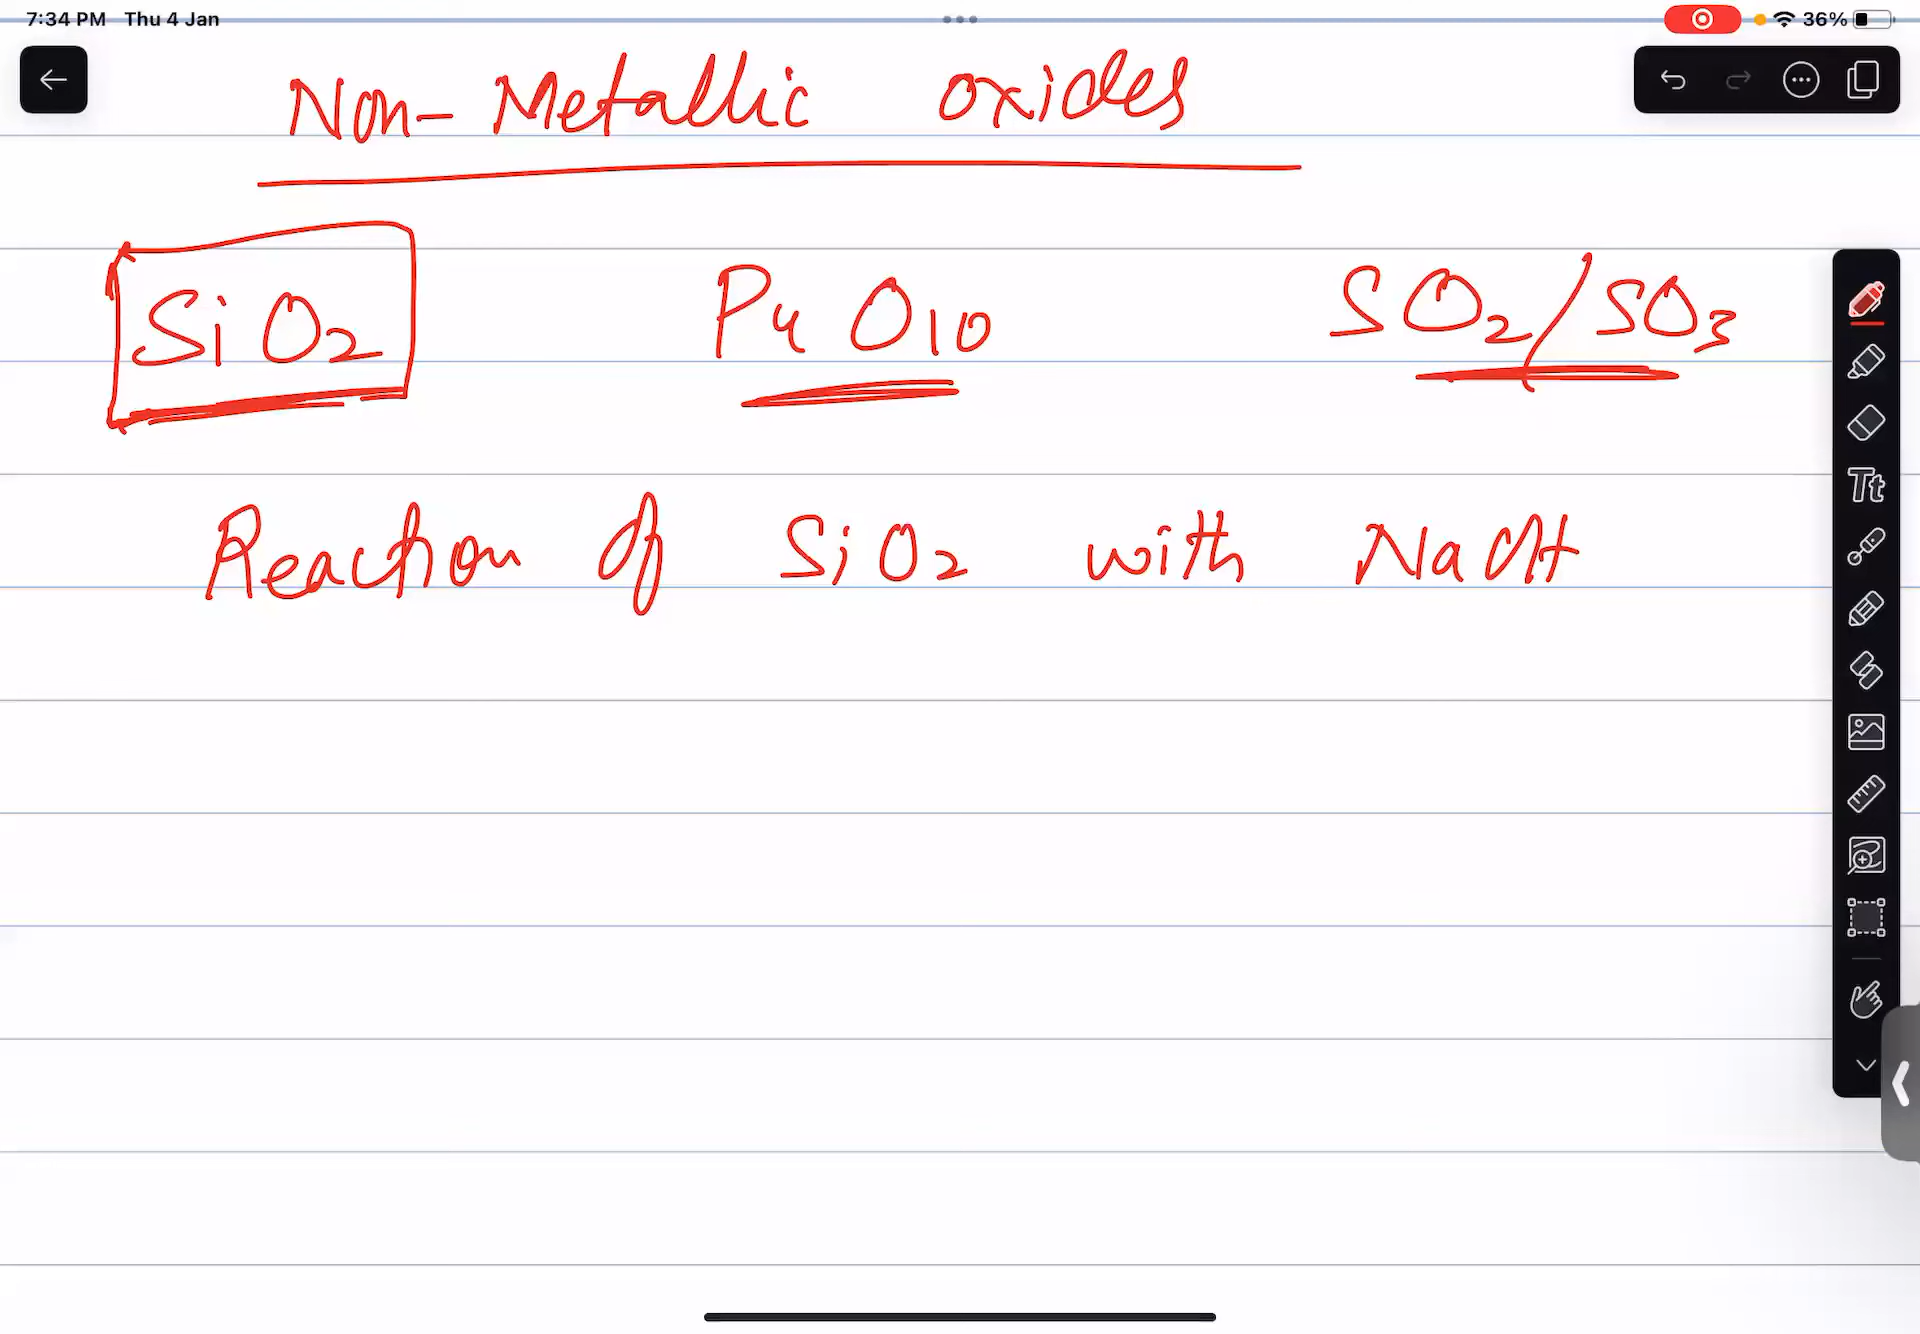 7:34 PM Thu 4 Jan 36%
Non-Metallic oxides
SiO2 P4O10 SO2/SO3
Reaction of SiO2 with NaOH
Tt